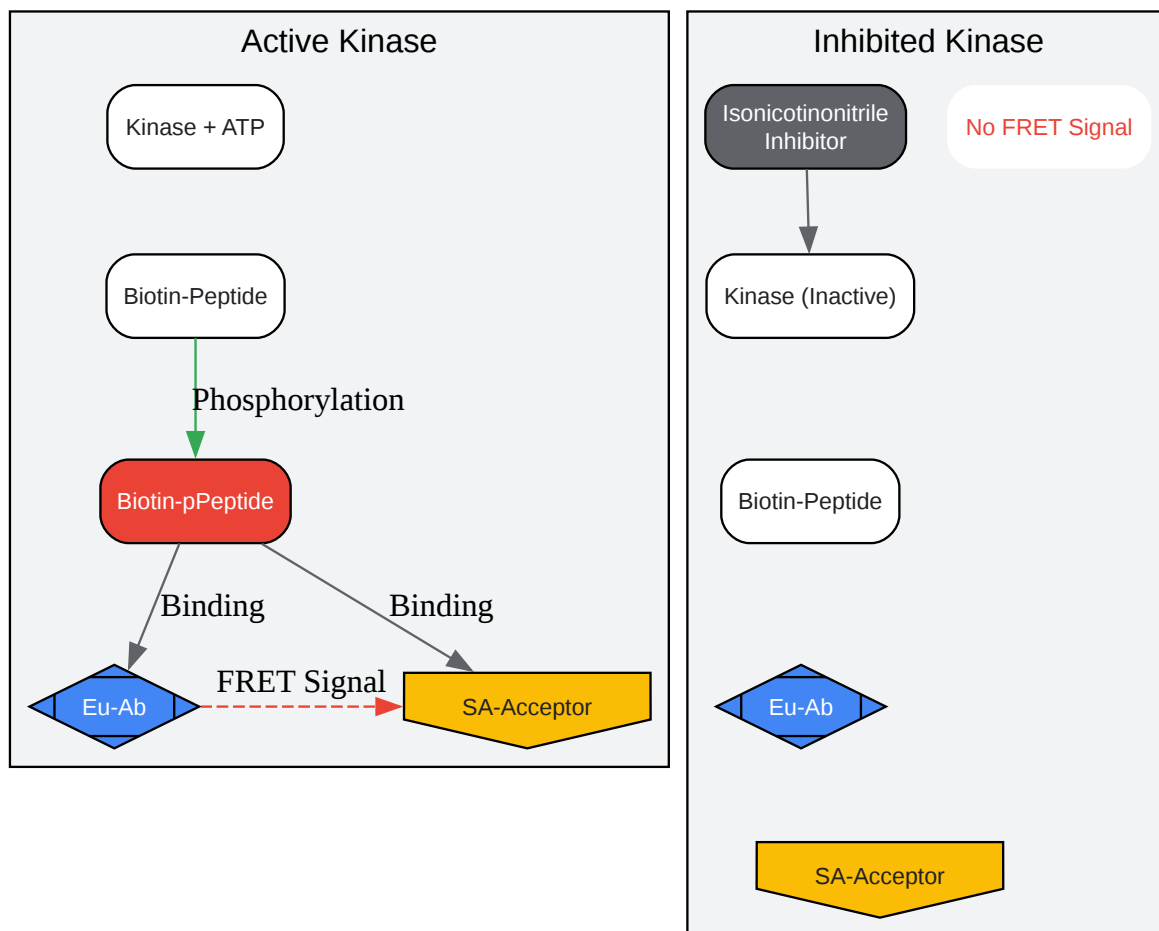 Active Kinase
Kinase + ATP
Biotin-Peptide
Phosphorylation
Biotin-pPeptide
Binding
Binding
Eu-Ab
FRET Signal
SA-Acceptor
Inhibited Kinase
Isonicotinonitrile
Inhibitor
No FRET Signal
Kinase (Inactive)
Biotin-Peptide
Eu-Ab
SA-Acceptor